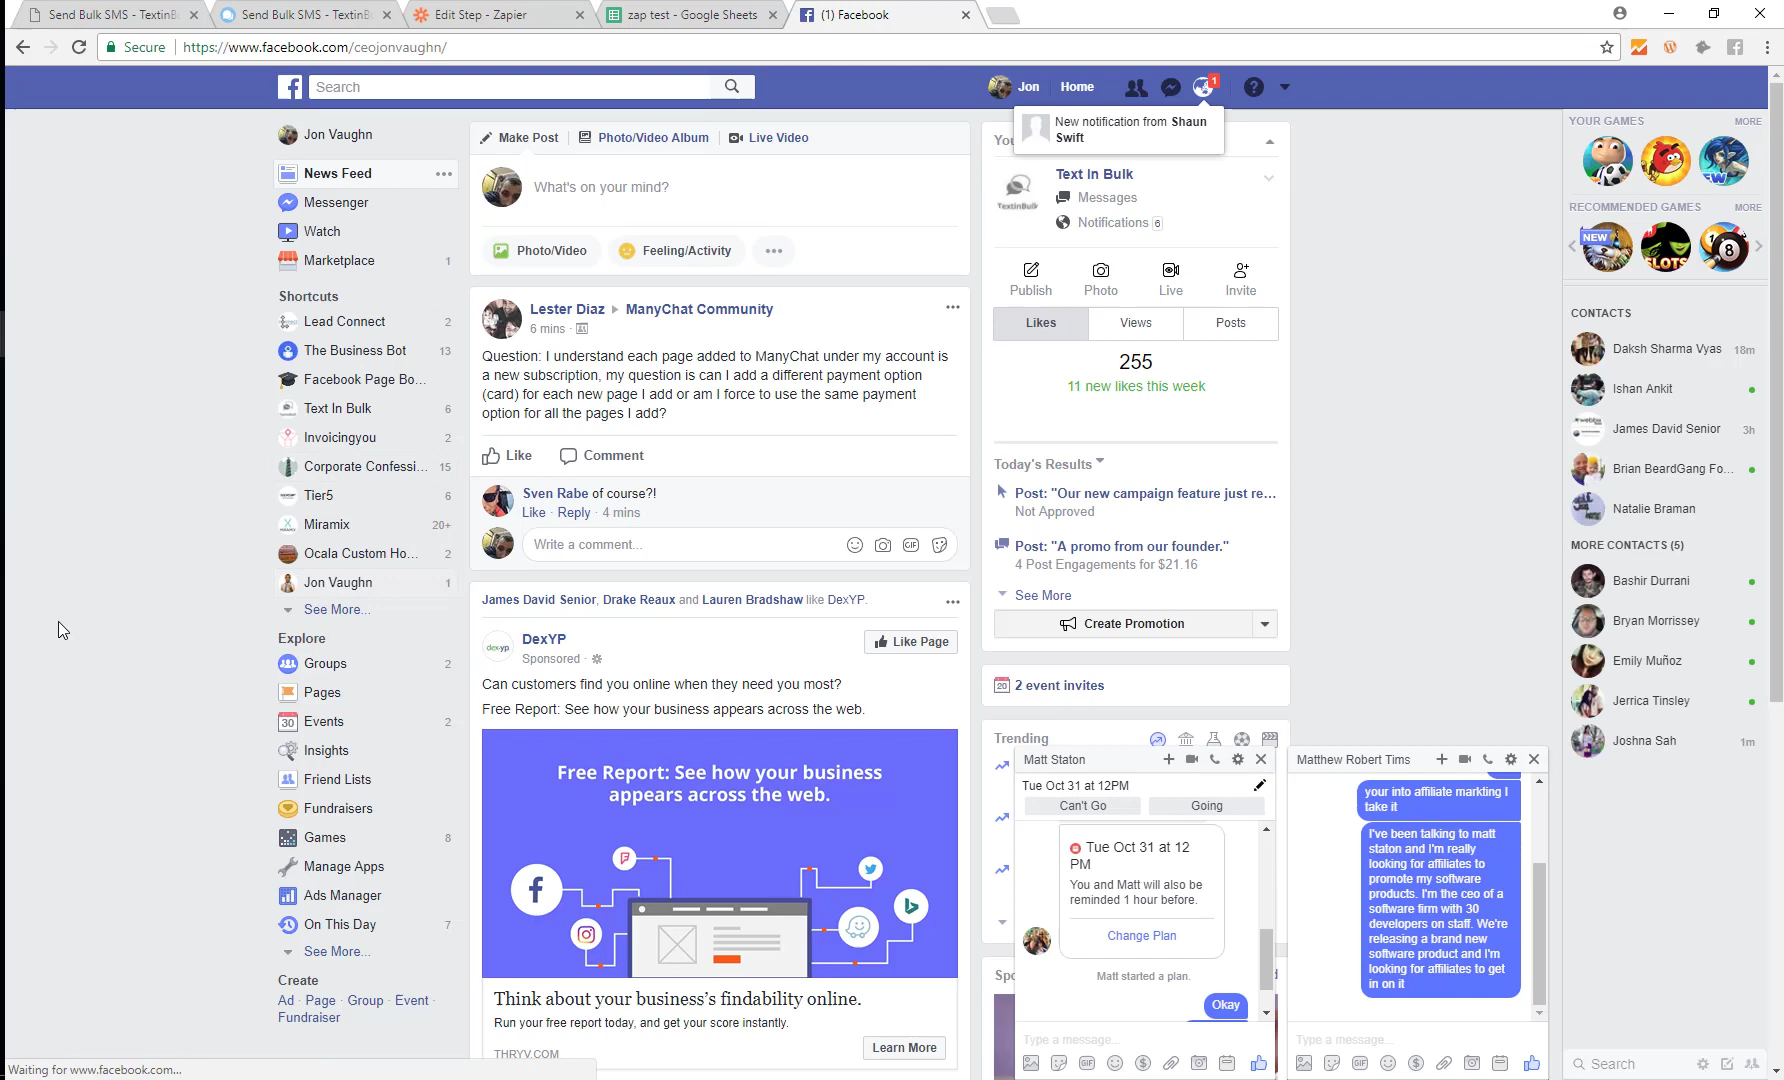 Send Bulk SMS - TextinBu
Send Bulk SMS - TextinBu
Edit Step - Zapier
zap test - Google Sheets
(1) Facebook
Secure
https://www.facebook.com/ceojonvaughn/
Search
Jon
Home
1
New notification from Shaun
Swift
Jon Vaughn
News Feed
Messenger
Watch
Marketplace 1
Shortcuts
Lead Connect 2
The Business Bot 13
Facebook Page Bo...
Text In Bulk 6
Invoicingyou 2
Corporate Confessi... 15
Tier5 6
Miramix 20+
Ocala Custom Ho... 2
Jon Vaughn 1
See More...
Explore
Groups 2
Pages
Events 2
Insights
Friend Lists
Fundraisers
Games 8
Manage Apps
Ads Manager
On This Day 7
See More...
Create
Ad · Page · Group · Event ·
Fundraiser
Waiting for www.facebook.com...
Make Post
Photo/Video Album
Live Video
What's on your mind?
Photo/Video
Feeling/Activity
Lester Diaz ▸ ManyChat Community
6 mins ·
Question: I understand each page added to ManyChat under my account is
a new subscription, my question is can I add a different payment option
(card) for each new page I add or am I force to use the same payment
option for all the pages I add?
Like
Comment
Sven Rabe of course?!
Like · Reply · 4 mins
Write a comment...
GIF
James David Senior, Drake Reaux and Lauren Bradshaw like DexYP.
dexyp
DexYP
Sponsored ·
Like Page
Can customers find you online when they need you most?
Free Report: See how your business appears across the web.
Free Report: See how your business
appears across the web.
Think about your business's findability online.
Run your free report today, and get your score instantly.
THRYV.COM
Learn More
You
TextinBulk
Text In Bulk
Messages
Notifications 6
Publish
Photo
Live
Invite
Likes
Views
Posts
255
11 new likes this week
Today's Results
Post: "Our new campaign feature just re...
Not Approved
Post: "A promo from our founder."
4 Post Engagements for $21.16
See More
Create Promotion
20
2 event invites
Trending
Spo
Matt Staton
Tue Oct 31 at 12PM
Can't Go
Going
Tue Oct 31 at 12
PM
You and Matt will also be
reminded 1 hour before.
Change Plan
Matt started a plan.
Okay
Type a message...
GIF
Matthew Robert Tims
your into affiliate markting I
take it
I've been talking to matt
staton and I'm really
looking for affiliates to
promote my software
products. I'm the ceo of a
software firm with 30
developers on staff. We're
releasing a brand new
software product and I'm
looking for affiliates to get
in on it
Type a message...
GIF
YOUR GAMES
MORE
RECOMMENDED GAMES
MORE
NEW
SLOTS
8
CONTACTS
Daksh Sharma Vyas 18m
Ishan Ankit
James David Senior 3h
Brian BeardGang Fo...
Natalie Braman
MORE CONTACTS (5)
Bashir Durrani
Bryan Morrissey
Emily Muñoz
Jerrica Tinsley
Joshna Sah 1m
Search